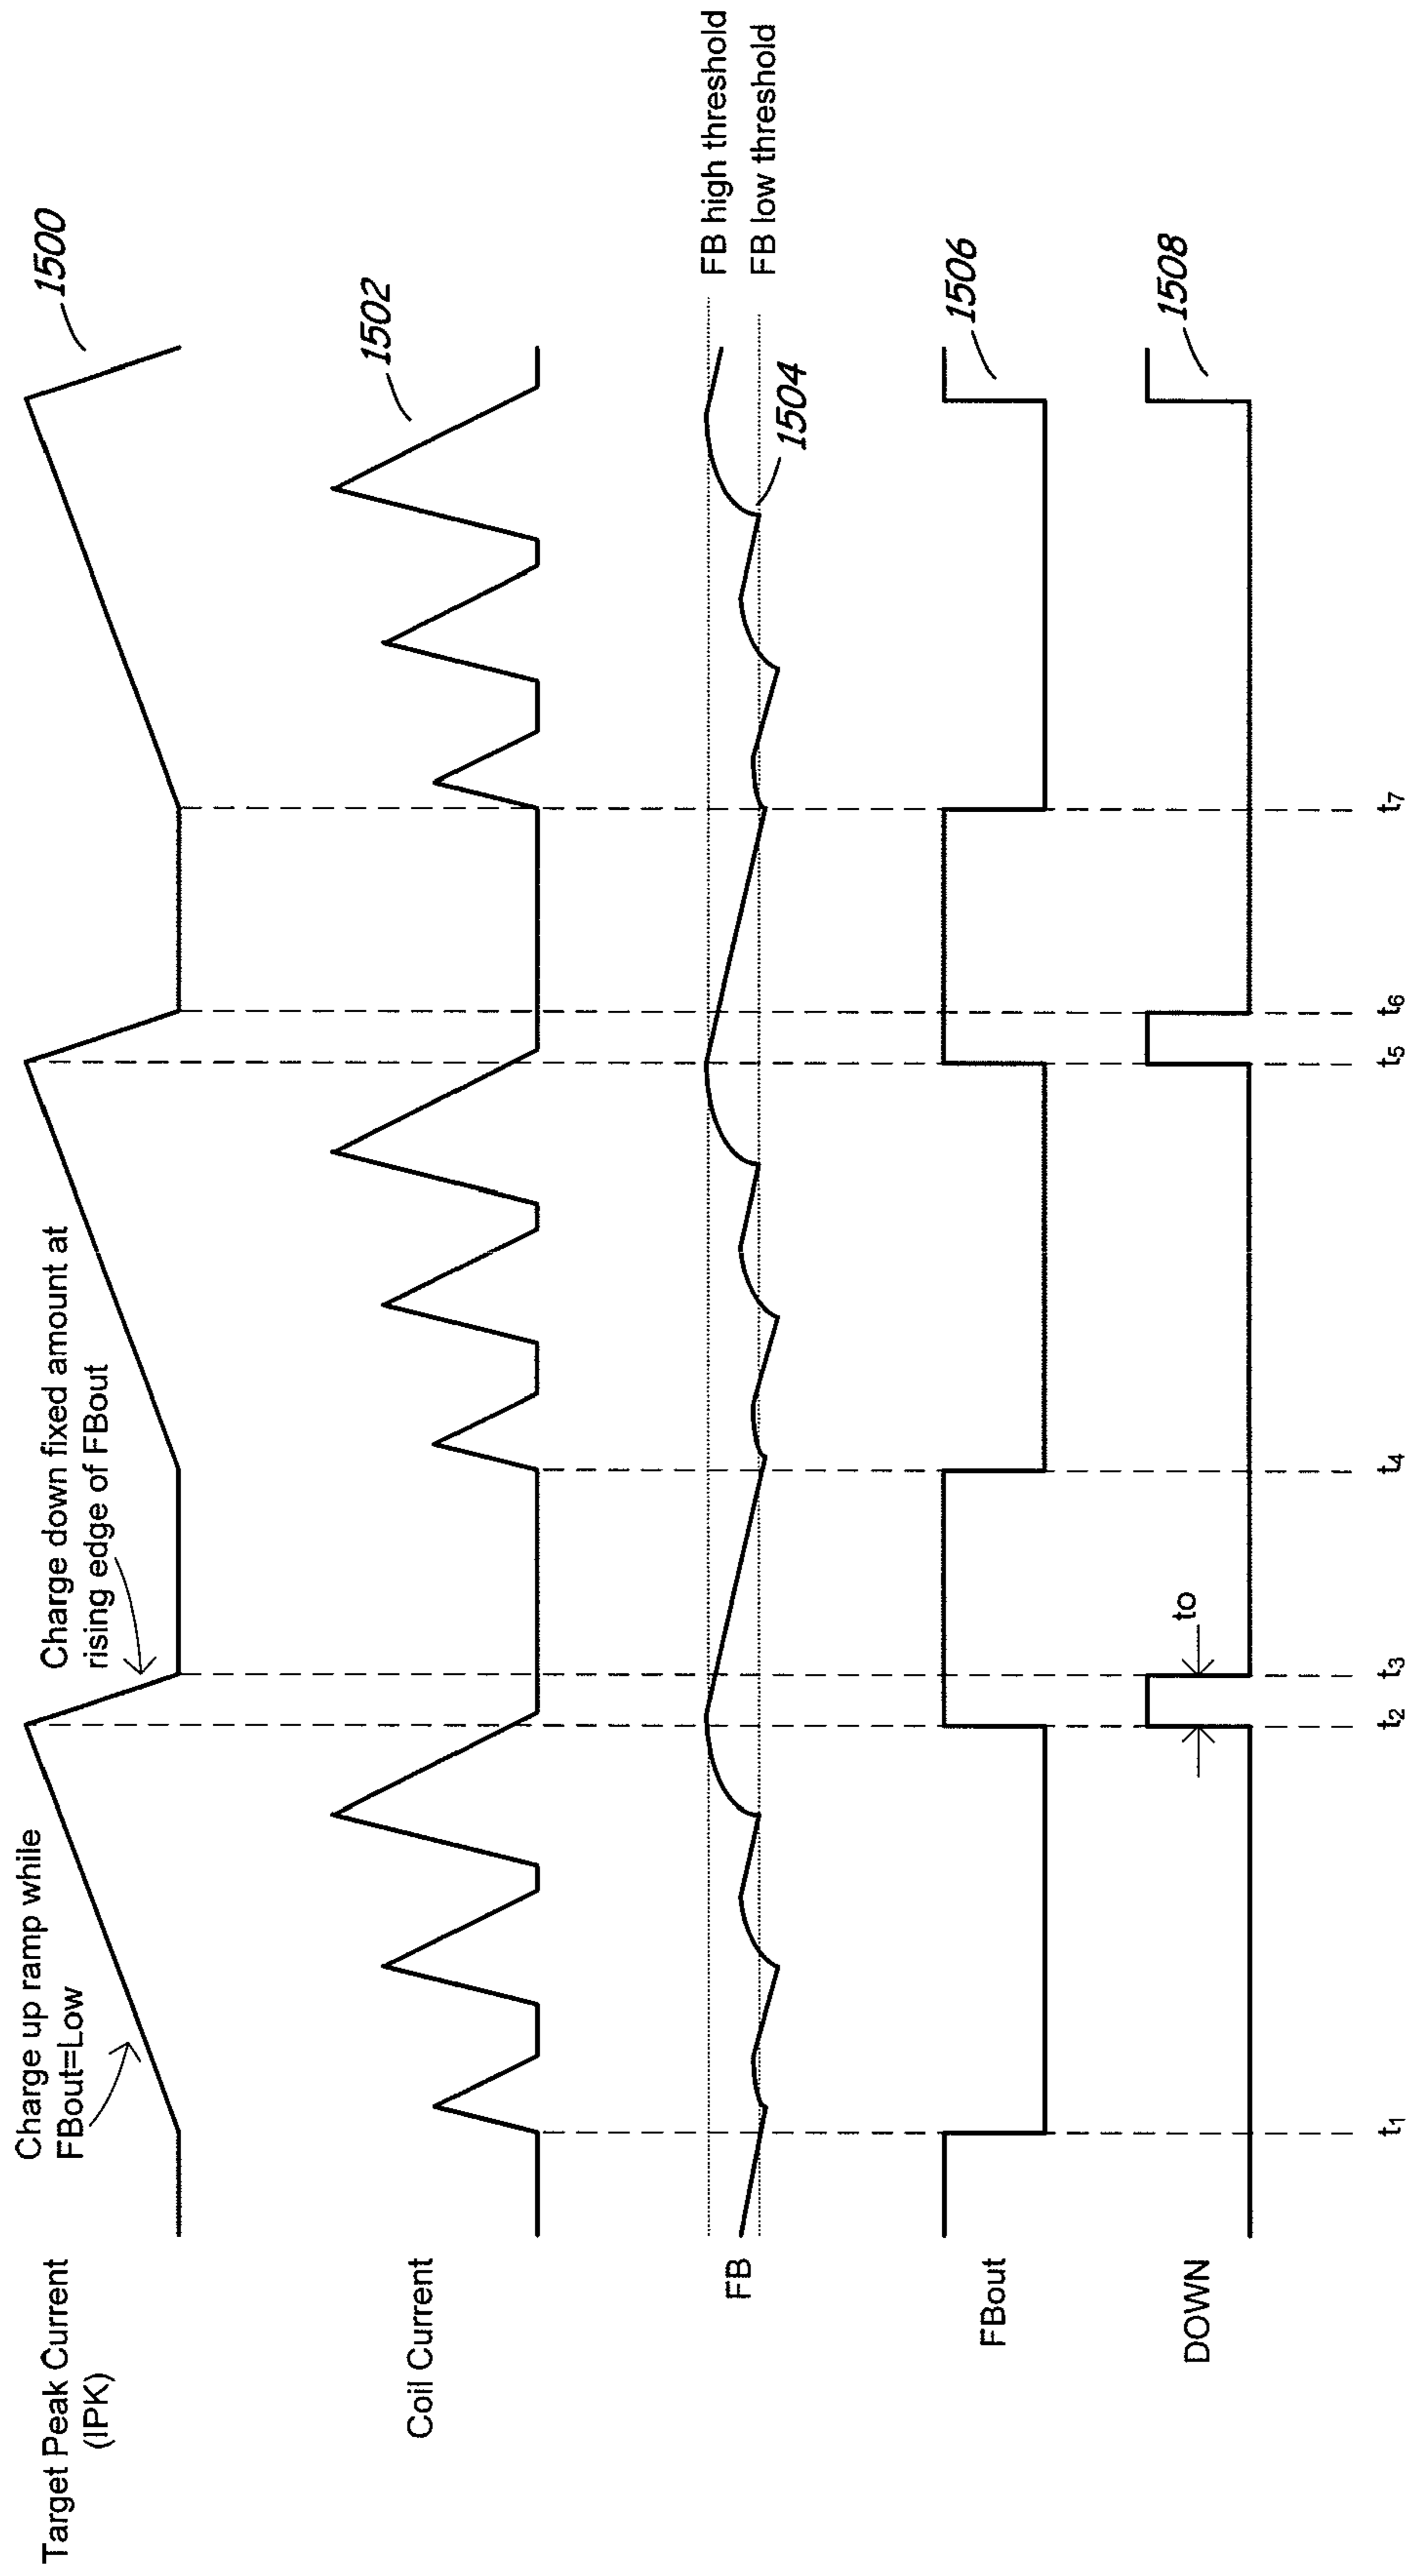 Target Peak Current
(IPK)
Charge up ramp while
FBout=Low
Charge down fixed amount at
rising edge of FBout
1500
Coil Current
1502
FB
FB high threshold
FB low threshold
1504
FBout
1506
DOWN
to
1508
t1
t2
t3
t4
t5
t6
t7